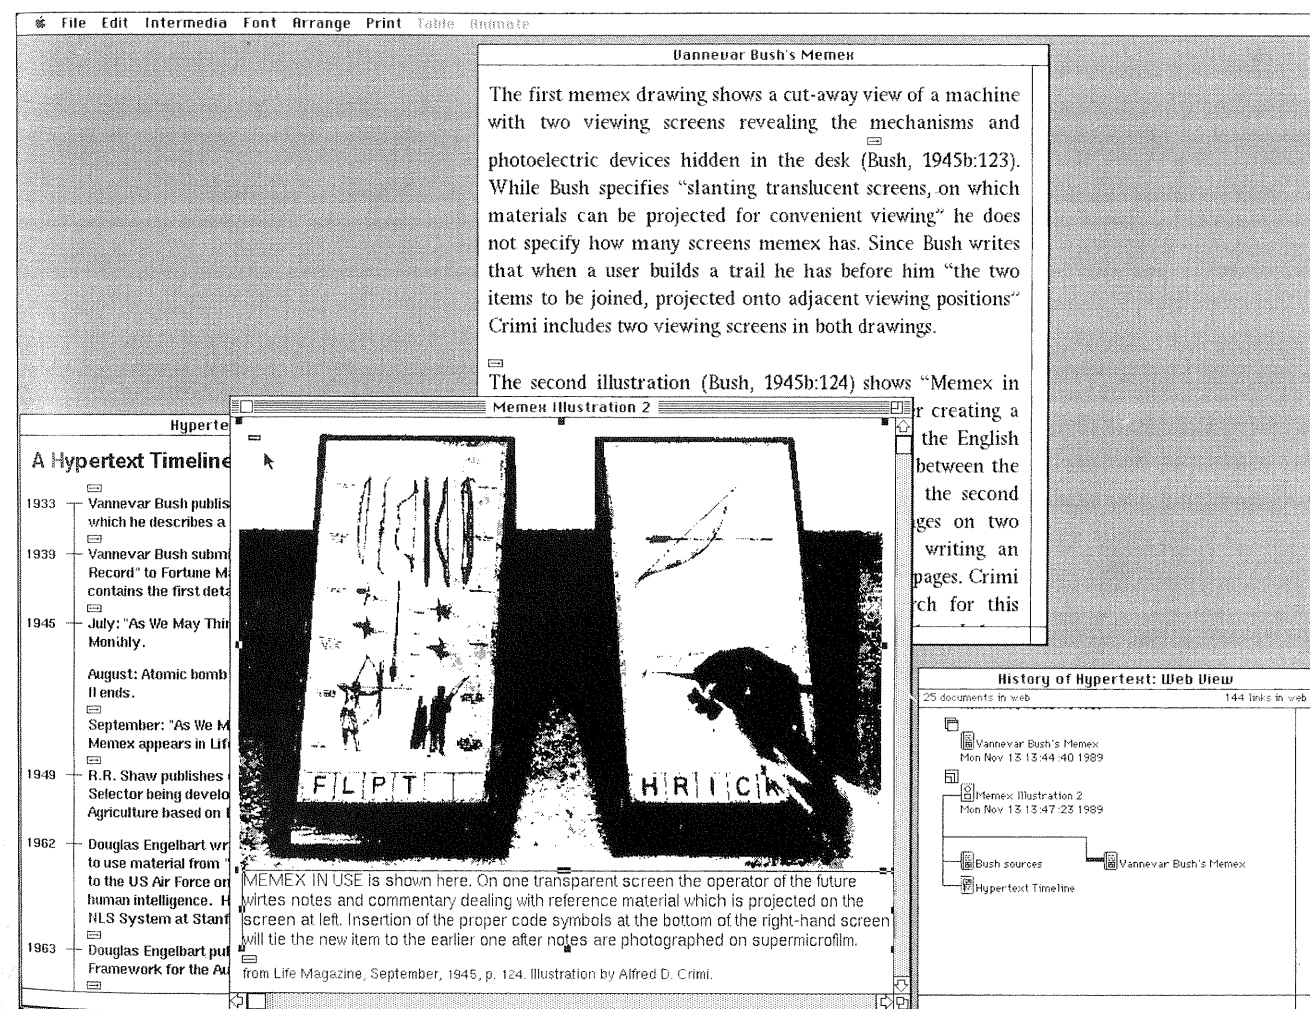 File Edit Intermedia Font Arrange Print Table Animate
Vannevar Bush's Memex
The first memex drawing shows a cut-away view of a machine
with two viewing screens revealing the mechanisms and
photoelectric devices hidden in the desk (Bush, 1945b:123).
While Bush specifies “slanting translucent screens, on which
materials can be projected for convenient viewing” he does
not specify how many screens memex has. Since Bush writes
that when a user builds a trail he has before him “the two
items to be joined, projected onto adjacent viewing positions”
Crimi includes two viewing screens in both drawings.
The second illustration (Bush, 1945b:124) shows “Memex in
er creating a
the English
between the
the second
ges on two
writing an
pages. Crimi
rch for this
Hyperte
A Hypertext Timeline
1933 Vannevar Bush publis
which he describes a
1939 Vannevar Bush submi
Record" to Fortune M
contains the first deta
1945 July: "As We May Thin
Monthly.
August: Atomic bomb
II ends.
September: "As We M
Memex appears in Life
1949 R.R. Shaw publishes
Selector being develo
Agriculture based on
1962 Douglas Engelbart wr
to use material from "
to the US Air Force on
human intelligence. H
NLS System at Stanf
1963 Douglas Engelbart pub
Framework for the Au
Memex Illustration 2
F L P T
H R I C K
MEMEX IN USE is shown here. On one transparent screen the operator of the future
wirtes notes and commentary dealing with reference material which is projected on the
screen at left. Insertion of the proper code symbols at the bottom of the right-hand screen
will tie the new item to the earlier one after notes are photographed on supermicrofilm.
from Life Magazine, September, 1945, p. 124. Illustration by Alfred D. Crimi.
History of Hypertext: Web View
25 documents in web 144 links in web
Vannevar Bush's Memex
Mon Nov 13 13:44:40 1989
Memex Illustration 2
Mon Nov 13 13:47:23 1989
Bush sources Vannevar Bush's Memex
Hypertext Timeline